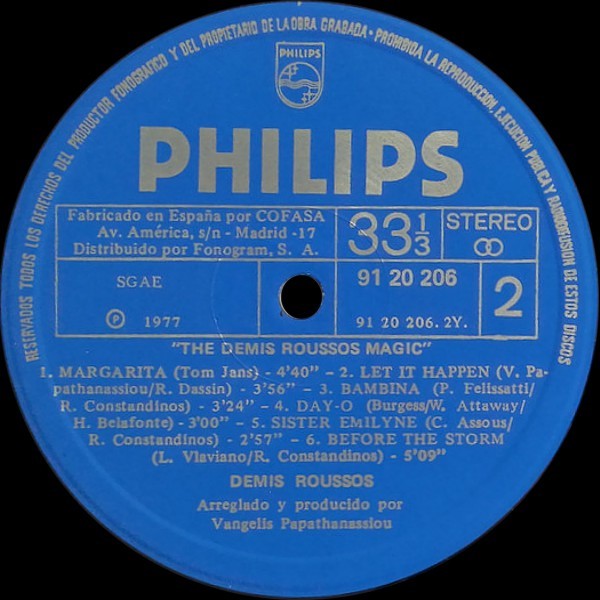 RESERVADOS TODOS LOS DERECHOS DEL PRODUCTOR FONOGRAFICO Y DEL PROPIETARIO DE LA OBRA GRABADA • PROHIBIDA LA REPRODUCCION, EJECUCION PUBLICA Y RADIODIFUSION DE ESTOS DISCOS
PHILIPS
PHILIPS
Fabricado en España por COFASA
Av. América, s/n - Madrid -17
Distribuido por Fonogram, S. A.
33 1/3
STEREO
SGAE
℗ 1977
91 20 206
91 20 206. 2Y.
2
"THE DEMIS ROUSSOS MAGIC"
1. MARGARITA (Tom Jans) - 4'40" – 2. LET IT HAPPEN (V. Pa-
pathanassiou/R. Dassin) - 3'56" – 3. BAMBINA (P. Felissatti/
R. Constandinos) - 3'24" – 4. DAY-O (Burgess/W. Attaway/
H. Belafonte) - 3'00" – 5. SISTER EMILYNE (C. Assous/
R. Constandinos) - 2'57" – 6. BEFORE THE STORM
(L. Vlaviano/R. Constandinos) - 5'09"
DEMIS ROUSSOS
Arreglado y producido por
Vangelis Papathanassiou